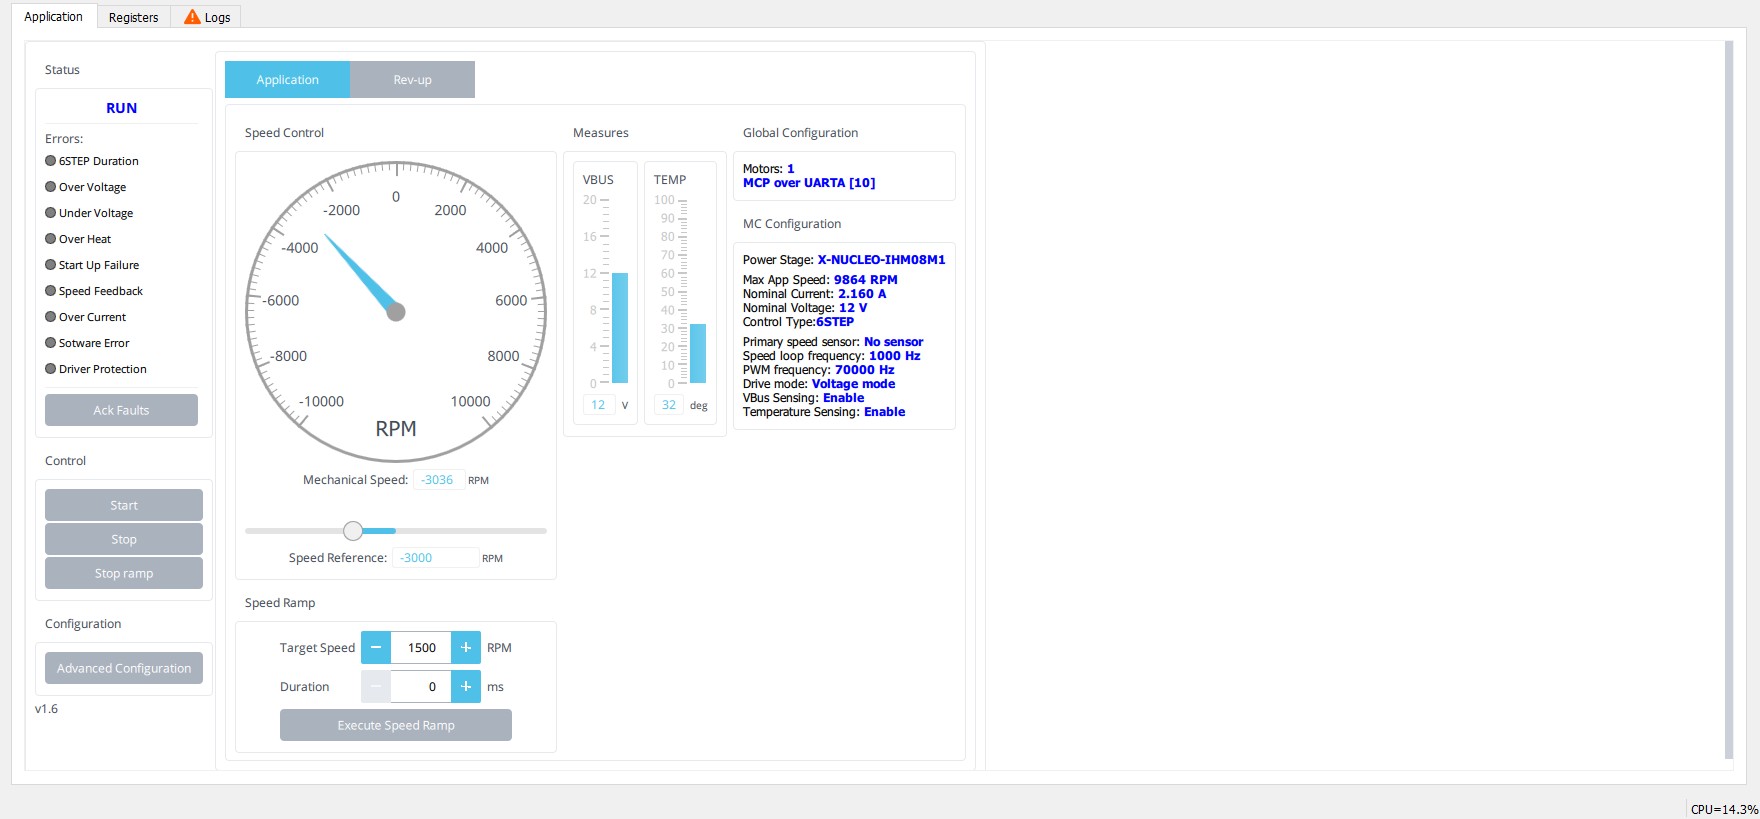 Application
Registers
Logs
Status
RUN
Errors:
6STEP Duration
Over Voltage
Under Voltage
Over Heat
Start Up Failure
Speed Feedback
Over Current
Sotware Error
Driver Protection
Ack Faults
Control
Start
Stop
Stop ramp
Configuration
Advanced Configuration
v1.6
Application
Rev-up
Speed Control
0
-2000
2000
-4000
4000
-6000
6000
-8000
8000
-10000
10000
RPM
Mechanical Speed: -3036 RPM
Speed Reference: -3000 RPM
Speed Ramp
Target Speed − 1500 + RPM
Duration − 0 + ms
Execute Speed Ramp
Measures
VBUS
20
16
12
8
4
0
12 V
TEMP
100
90
80
70
60
50
40
30
20
10
0
32 deg
Global Configuration
Motors: 1
MCP over UARTA [10]
MC Configuration
Power Stage: X-NUCLEO-IHM08M1
Max App Speed: 9864 RPM
Nominal Current: 2.160 A
Nominal Voltage: 12 V
Control Type:6STEP
Primary speed sensor: No sensor
Speed loop frequency: 1000 Hz
PWM frequency: 70000 Hz
Drive mode: Voltage mode
VBus Sensing: Enable
Temperature Sensing: Enable
CPU=14.3%